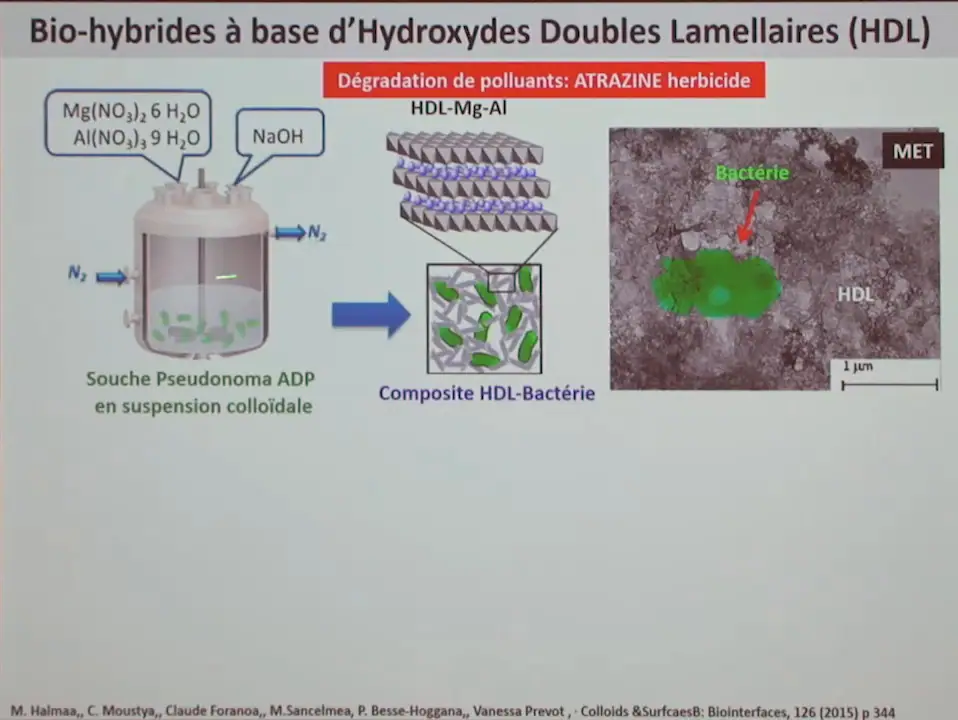 Bio-hybrides à base d'Hydroxydes Doubles Lamellaires (HDL)
Dégradation de polluants: ATRAZINE herbicide
Mg(NO₃)₂ 6 H₂O
Al(NO₃)₃ 9 H₂O
NaOH
HDL-Mg-Al
MET
Bactérie
N₂
N₂
HDL
1 µm
Souche Pseudonoma ADP
en suspension colloïdale
Composite HDL-Bactérie
M. Halmaa,, C. Moustya,, Claude Foranoa,, M.Sancelmea, P. Besse-Hoggana,, Vanessa Prevot , · Colloids &SurfcaesB: Biointerfaces, 126 (2015) p 344